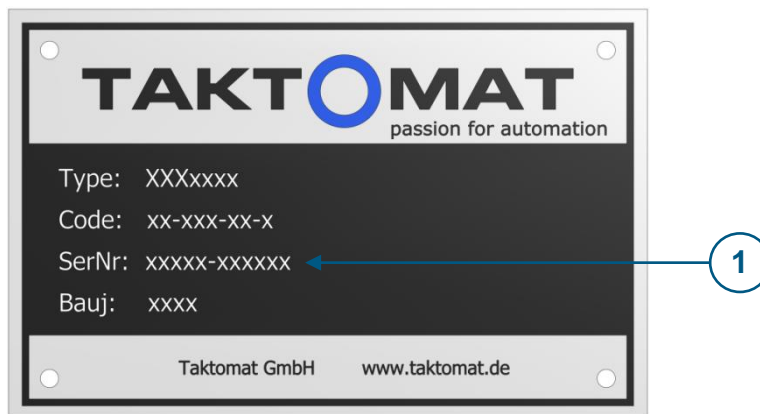 TAKTOMAT
passion for automation
Type: XXXxxxx
Code: xx-xxx-xx-x
SerNr: xxxxx-xxxxxx
1
Bauj: xxxx
Taktomat GmbH www.taktomat.de